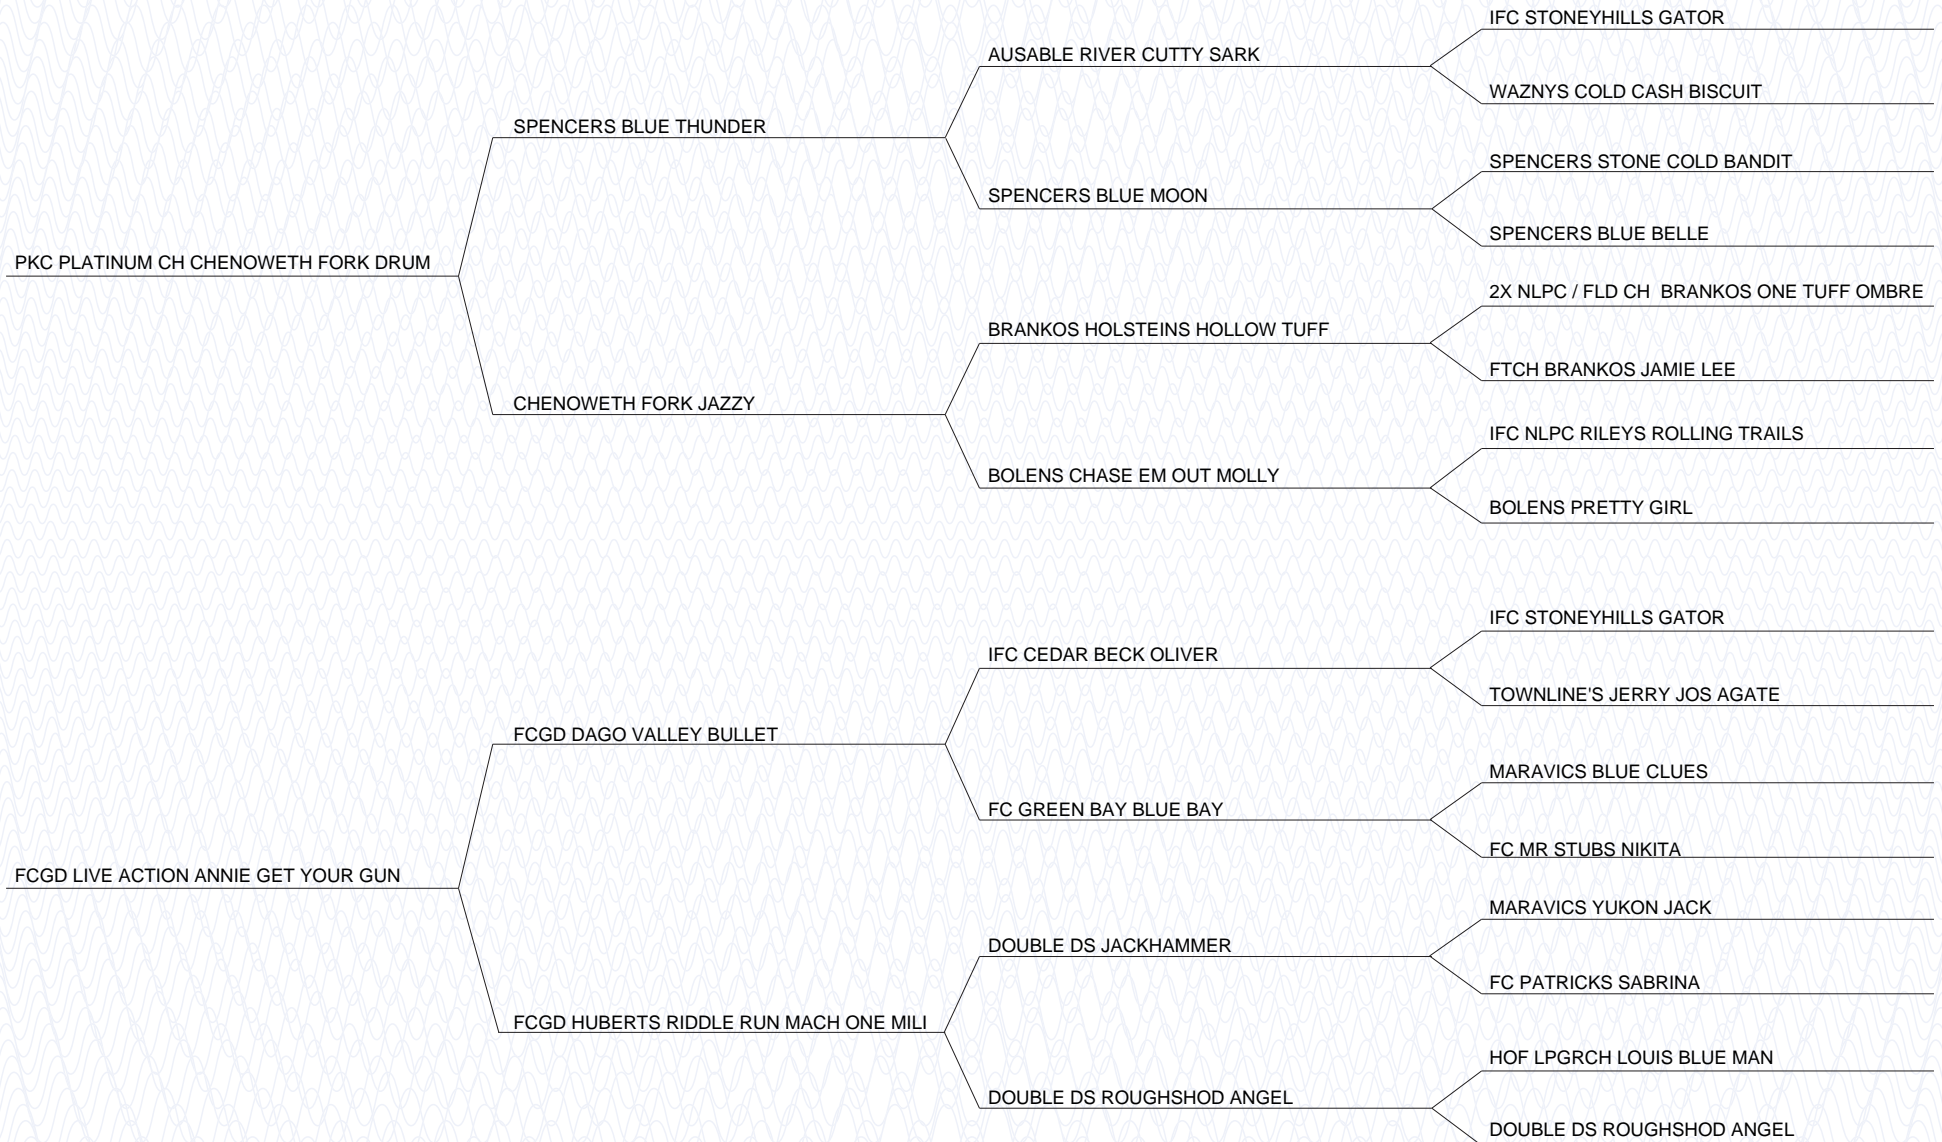 IFC STONEYHILLS GATOR
AUSABLE RIVER CUTTY SARK
WAZNYS COLD CASH BISCUIT
SPENCERS BLUE THUNDER
SPENCERS STONE COLD BANDIT
SPENCERS BLUE MOON
SPENCERS BLUE BELLE
PKC PLATINUM CH CHENOWETH FORK DRUM
2X NLPC / FLD CH  BRANKOS ONE TUFF OMBRE
BRANKOS HOLSTEINS HOLLOW TUFF
FTCH BRANKOS JAMIE LEE
CHENOWETH FORK JAZZY
IFC NLPC RILEYS ROLLING TRAILS
BOLENS CHASE EM OUT MOLLY
BOLENS PRETTY GIRL
IFC STONEYHILLS GATOR
IFC CEDAR BECK OLIVER
TOWNLINE'S JERRY JOS AGATE
FCGD DAGO VALLEY BULLET
MARAVICS BLUE CLUES
FC GREEN BAY BLUE BAY
FC MR STUBS NIKITA
FCGD LIVE ACTION ANNIE GET YOUR GUN
MARAVICS YUKON JACK
DOUBLE DS JACKHAMMER
FC PATRICKS SABRINA
FCGD HUBERTS RIDDLE RUN MACH ONE MILI
HOF LPGRCH LOUIS BLUE MAN
DOUBLE DS ROUGHSHOD ANGEL
DOUBLE DS ROUGHSHOD ANGEL